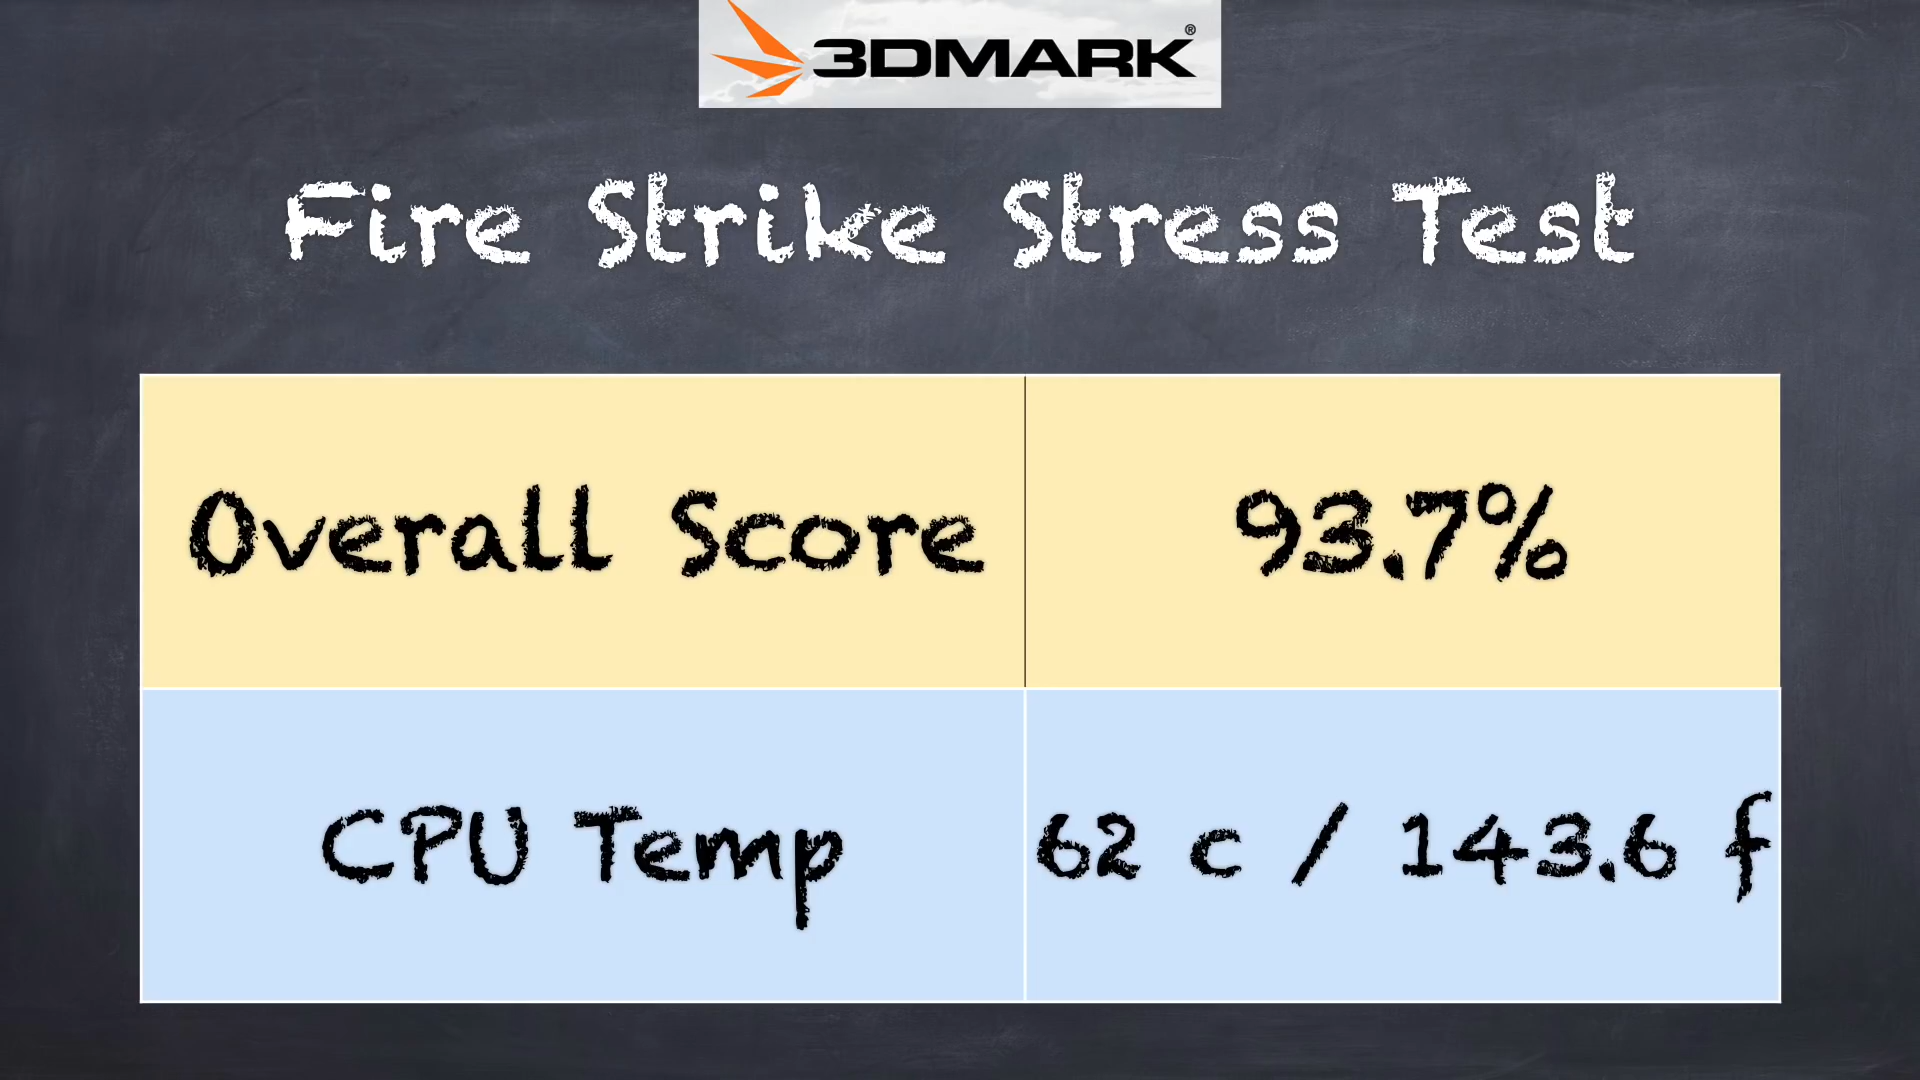 3DMARK®
Fire Strike Stress Test
Overall Score 93.7%
CPU Temp 62 c / 143.6 f